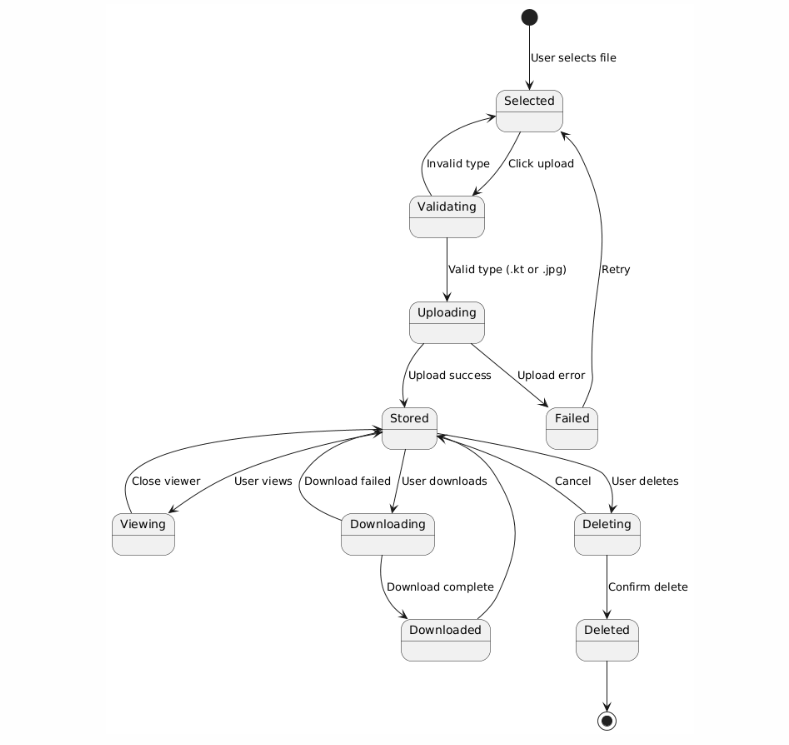 User selects file
Selected
Invalid type
Click upload
Validating
Valid type (.kt or .jpg)
Retry
Uploading
Upload success
Upload error
Stored
Failed
Close viewer
User views
Download failed
User downloads
Cancel
User deletes
Viewing
Downloading
Deleting
Download complete
Confirm delete
Downloaded
Deleted